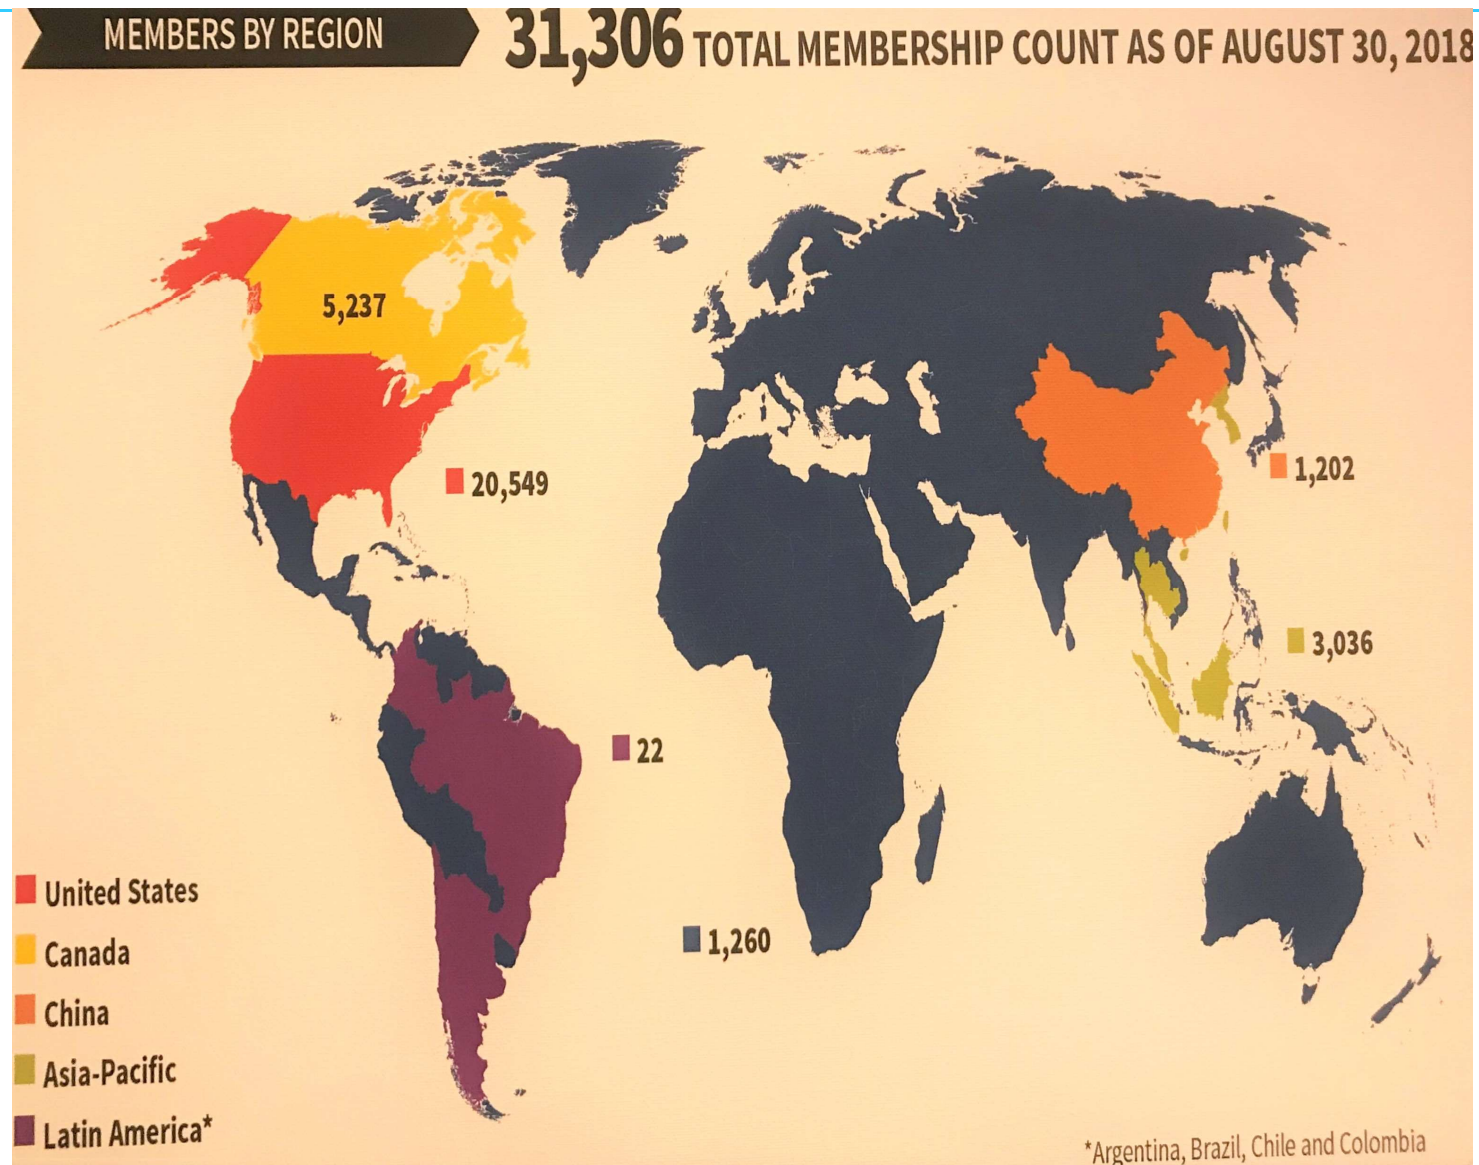 MEMBERS BY REGION
31,306 TOTAL MEMBERSHIP COUNT AS OF AUGUST 30, 2018
5,237
20,549
1,202
3,036
22
1,260
United States
Canada
China
Asia-Pacific
Latin America*
*Argentina, Brazil, Chile and Colombia